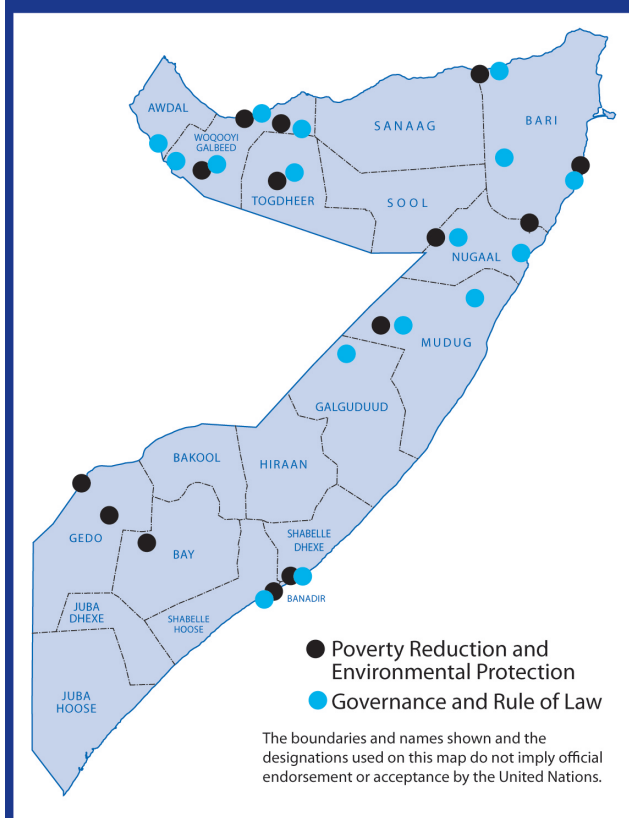 AWDAL
WOQOOYI
GALBEED
SANAAG
BARI
TOGDHEER
SOOL
NUGAAL
MUDUG
GALGUDUUD
BAKOOL
HIRAAN
GEDO
BAY
SHABELLE
DHEXE
BANADIR
JUBA
DHEXE
SHABELLE
HOOSE
JUBA
HOOSE
Poverty Reduction and
Environmental Protection
Governance and Rule of Law
The boundaries and names shown and the
designations used on this map do not imply official
endorsement or acceptance by the United Nations.